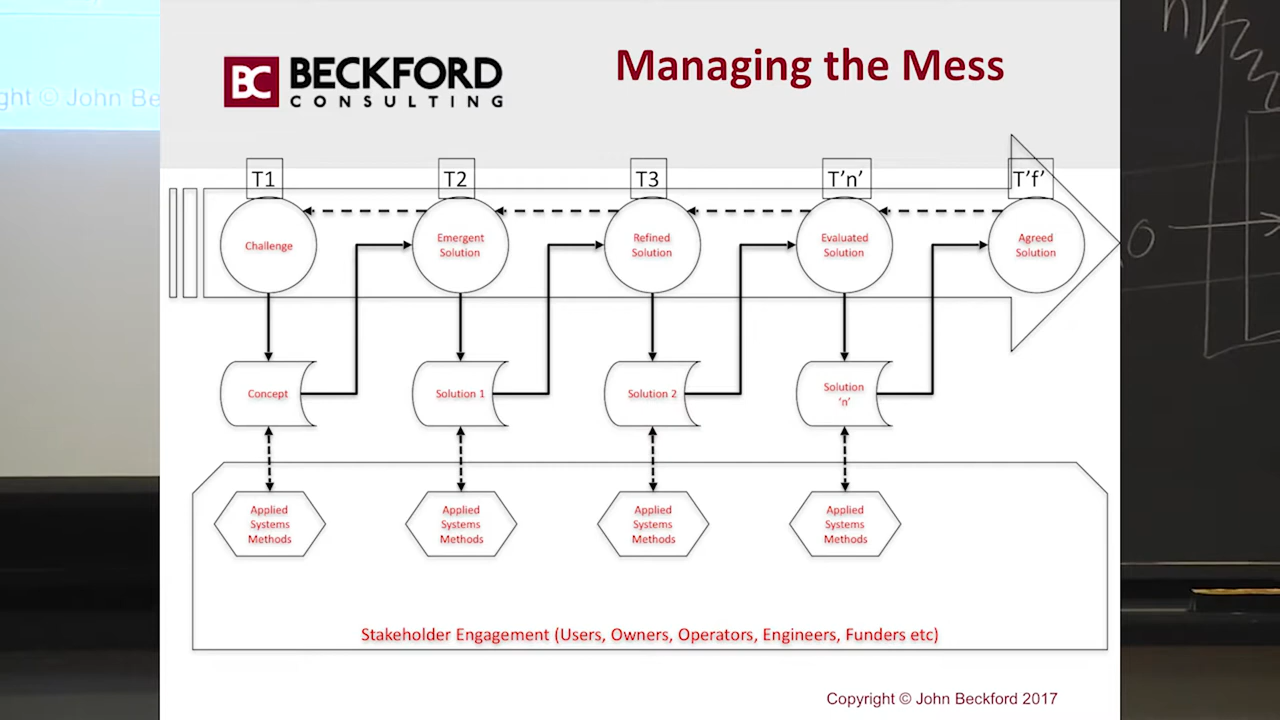 BC BECKFORD
CONSULTING
Managing the Mess
ght © John Be
T1
T2
T3
T'n'
T'f'
Challenge
Emergent
Solution
Refined
Solution
Evaluated
Solution
Agreed
Solution
Concept
Solution 1
Solution 2
Solution
'n'
Applied
Systems
Methods
Applied
Systems
Methods
Applied
Systems
Methods
Applied
Systems
Methods
Stakeholder Engagement (Users, Owners, Operators, Engineers, Funders etc)
Copyright © John Beckford 2017